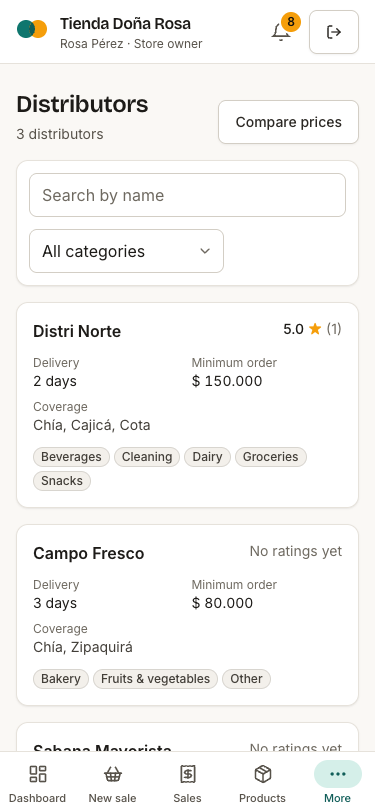 Tienda Doña Rosa
Rosa Pérez · Store owner
8
Distributors
3 distributors
Compare prices
Search by name
All categories
Distri Norte
5.0 ★ (1)
Delivery
Minimum order
2 days
$ 150.000
Coverage
Chía, Cajicá, Cota
Beverages Cleaning Dairy Groceries
Snacks
Campo Fresco
No ratings yet
Delivery
Minimum order
3 days
$ 80.000
Coverage
Chía, Zipaquirá
Bakery Fruits & vegetables Other
Sabana Mayorista
No ratings yet
Dashboard New sale Sales Products More